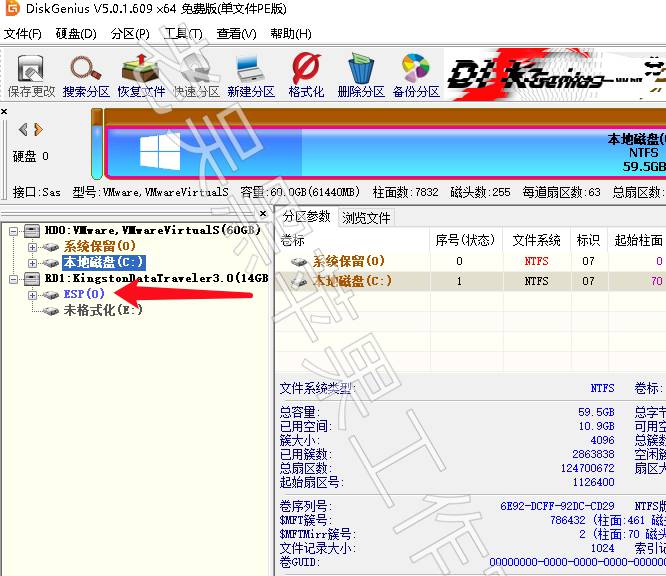 DiskGenius V5.0.1.609 x64 免费版(单文件PE版)
文件(F) 硬盘(D) 分区(P) 工具(T) 查看(V) 帮助(H)
保存更改 搜索分区 恢复文件 快速分区 新建分区 格式化 删除分区 备份分区
硬盘 0
本地磁盘(
NTFS
59.5GB
接口:Sas 型号:VMware,VMwareVirtualS 容量:60.0GB(61440MB) 柱面数:7832 磁头数:255 每道扇区数:63 总扇区数:
HD0:VMware,VMwareVirtualS(60GB)
系统保留(0)
本地磁盘(C:)
RD1:KingstonDataTraveler3.0(14GB
ESP(0)
未格式化(E:)
分区参数 浏览文件
卷标 序号(状态) 文件系统 标识 起始柱面
系统保留(0) 0 NTFS 07 0
本地磁盘(C:) 1 NTFS 07 70
文件系统类型: NTFS 卷标:
总容量: 59.5GB 总字节
已用空间: 10.9GB 可用空
簇大小: 4096 总簇数
已用簇数: 2863838 空闲簇
总扇区数: 124700672 扇区大
起始扇区号: 1126400
卷序列号: 6E92-DCFF-92DC-CD29 NTFS版
$MFT簇号: 786432 (柱面:461 磁头
$MFTMirr簇号: 2 (柱面:70 磁头
文件记录大小: 1024 索引记
卷GUID: 00000000-0000-0000-0000-00000000
黑苹果工作